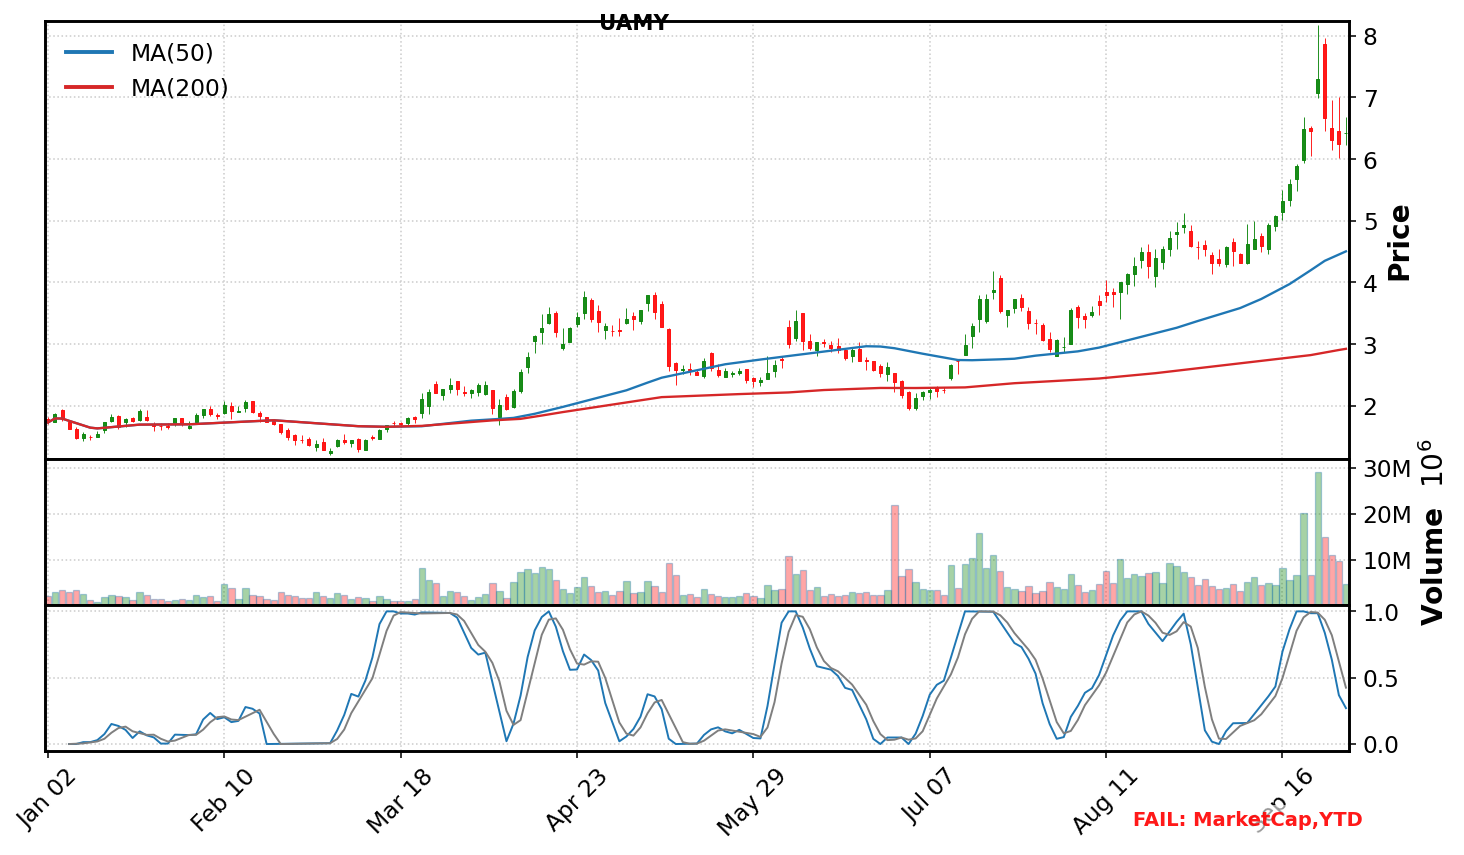 UAMY
MA(50)
MA(200)
8
7
6
5
4
3
2
Price
30M
20M
10M
Volume 10^6
1.0
0.5
0.0
Jan 02
Feb 10
Mar 18
Apr 23
May 29
Jul 07
Aug 11
Sep 16
FAIL: MarketCap,YTD